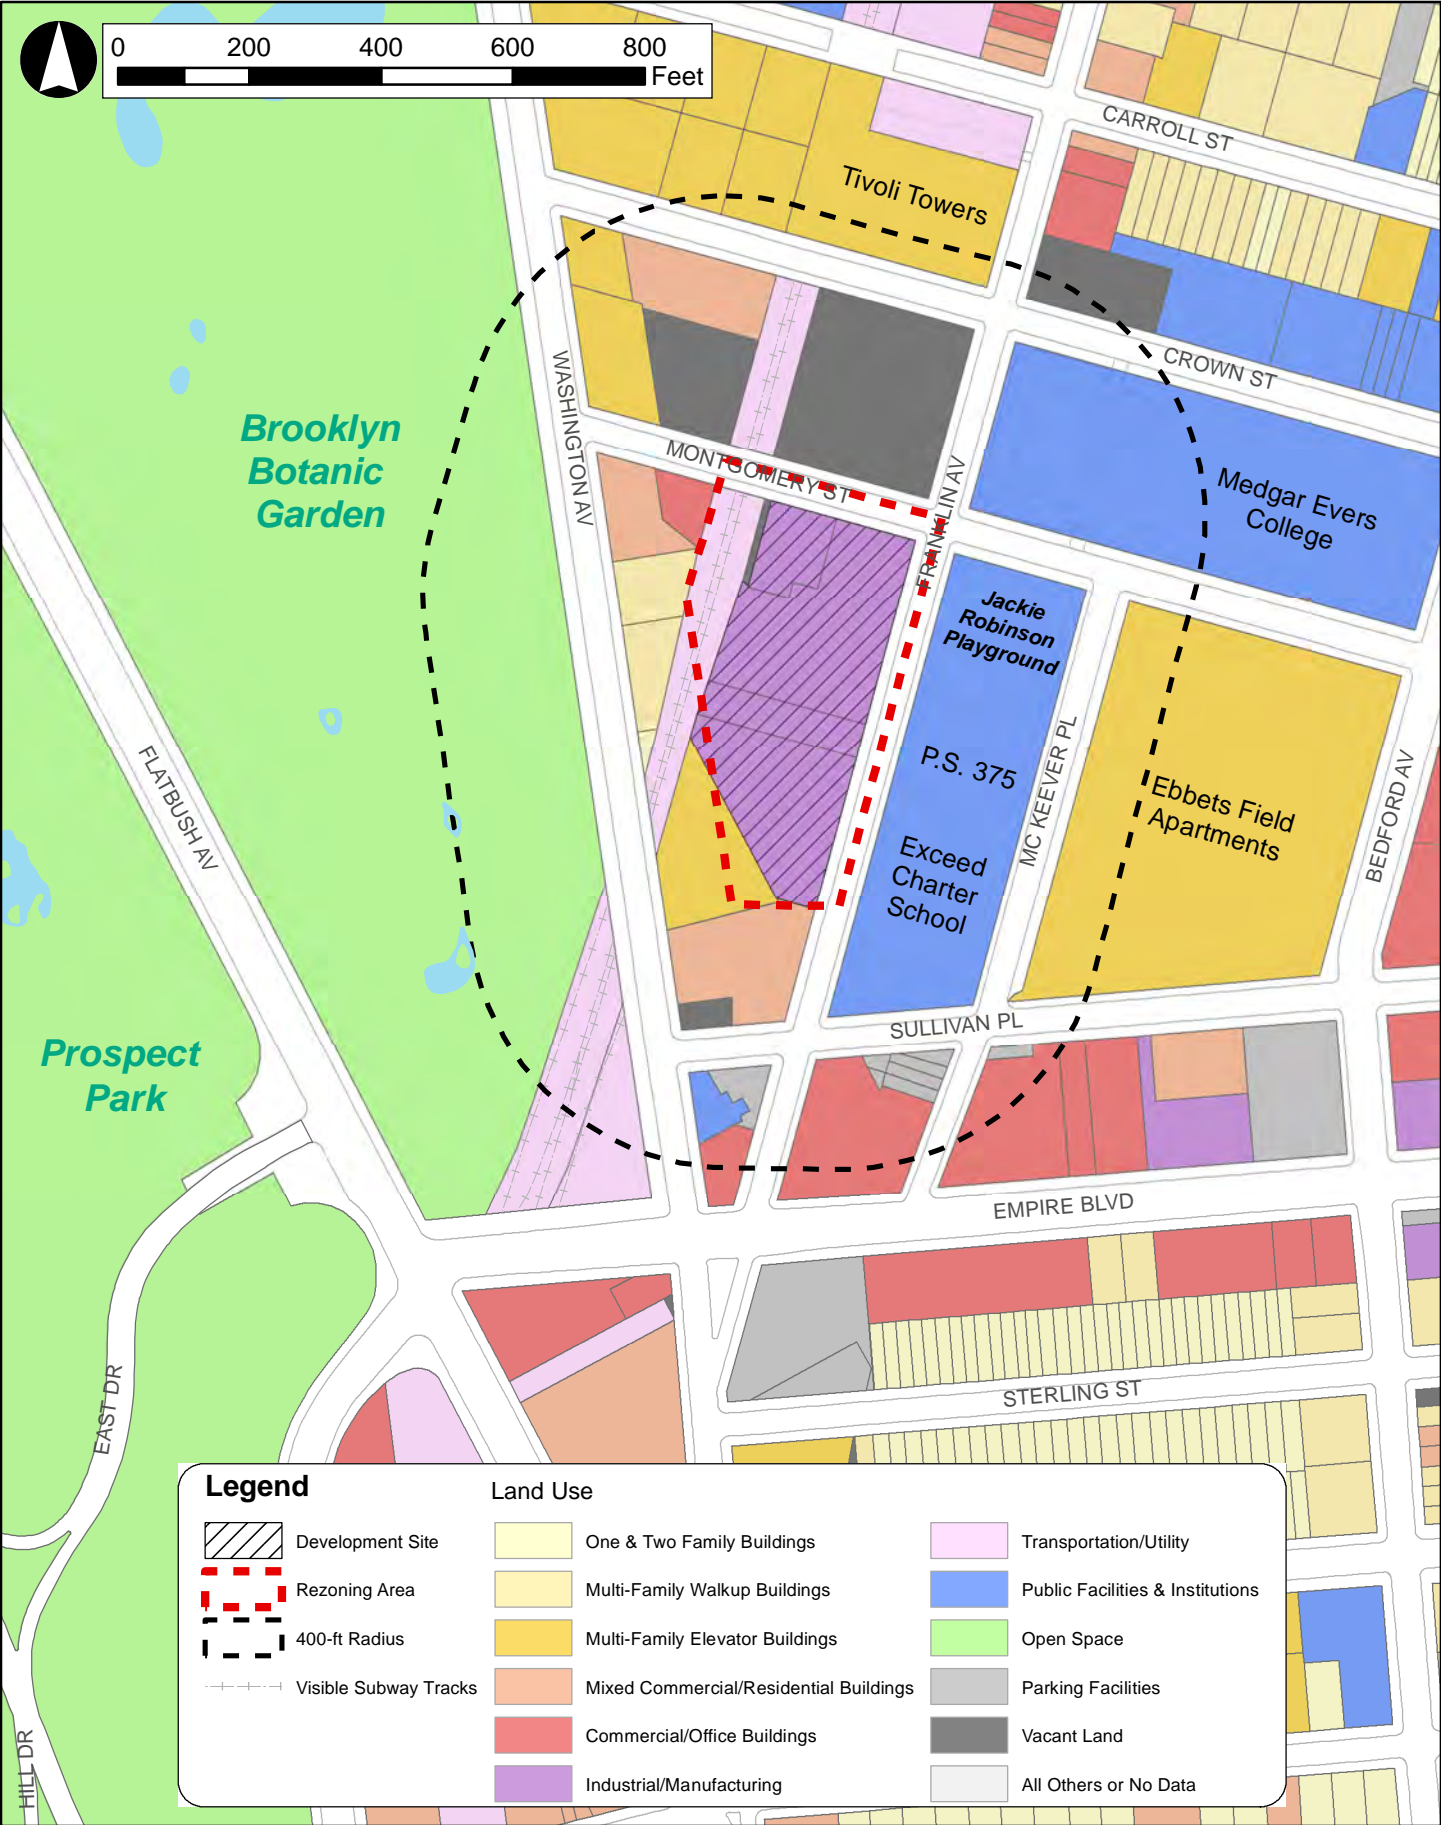 0 200 400 600 800
Feet
CARROLL ST
Tivoli Towers
CROWN ST
WASHINGTON AV
Brooklyn
Botanic
Garden
MONTGOMERY ST
FRANKLIN AV
Medgar Evers
College
Jackie
Robinson
Playground
P.S. 375
MC KEEVER PL
Ebbets Field
Apartments
BEDFORD AV
FLATBUSH AV
Exceed
Charter
School
SULLIVAN PL
Prospect
Park
EMPIRE BLVD
STERLING ST
EAST DR
HILL DR
Legend
Development Site
Rezoning Area
400-ft Radius
Visible Subway Tracks
Land Use
One & Two Family Buildings
Multi-Family Walkup Buildings
Multi-Family Elevator Buildings
Mixed Commercial/Residential Buildings
Commercial/Office Buildings
Industrial/Manufacturing
Transportation/Utility
Public Facilities & Institutions
Open Space
Parking Facilities
Vacant Land
All Others or No Data